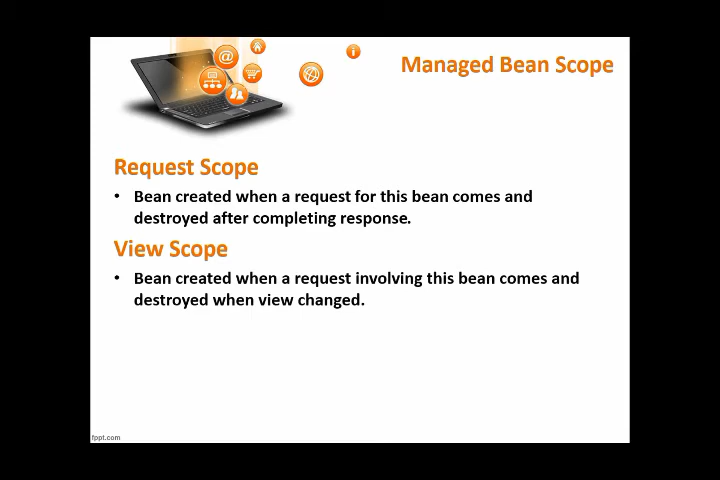 Managed Bean Scope
Request Scope
• Bean created when a request for this bean comes and
destroyed after completing response.
View Scope
• Bean created when a request involving this bean comes and
destroyed when view changed.
fppt.com